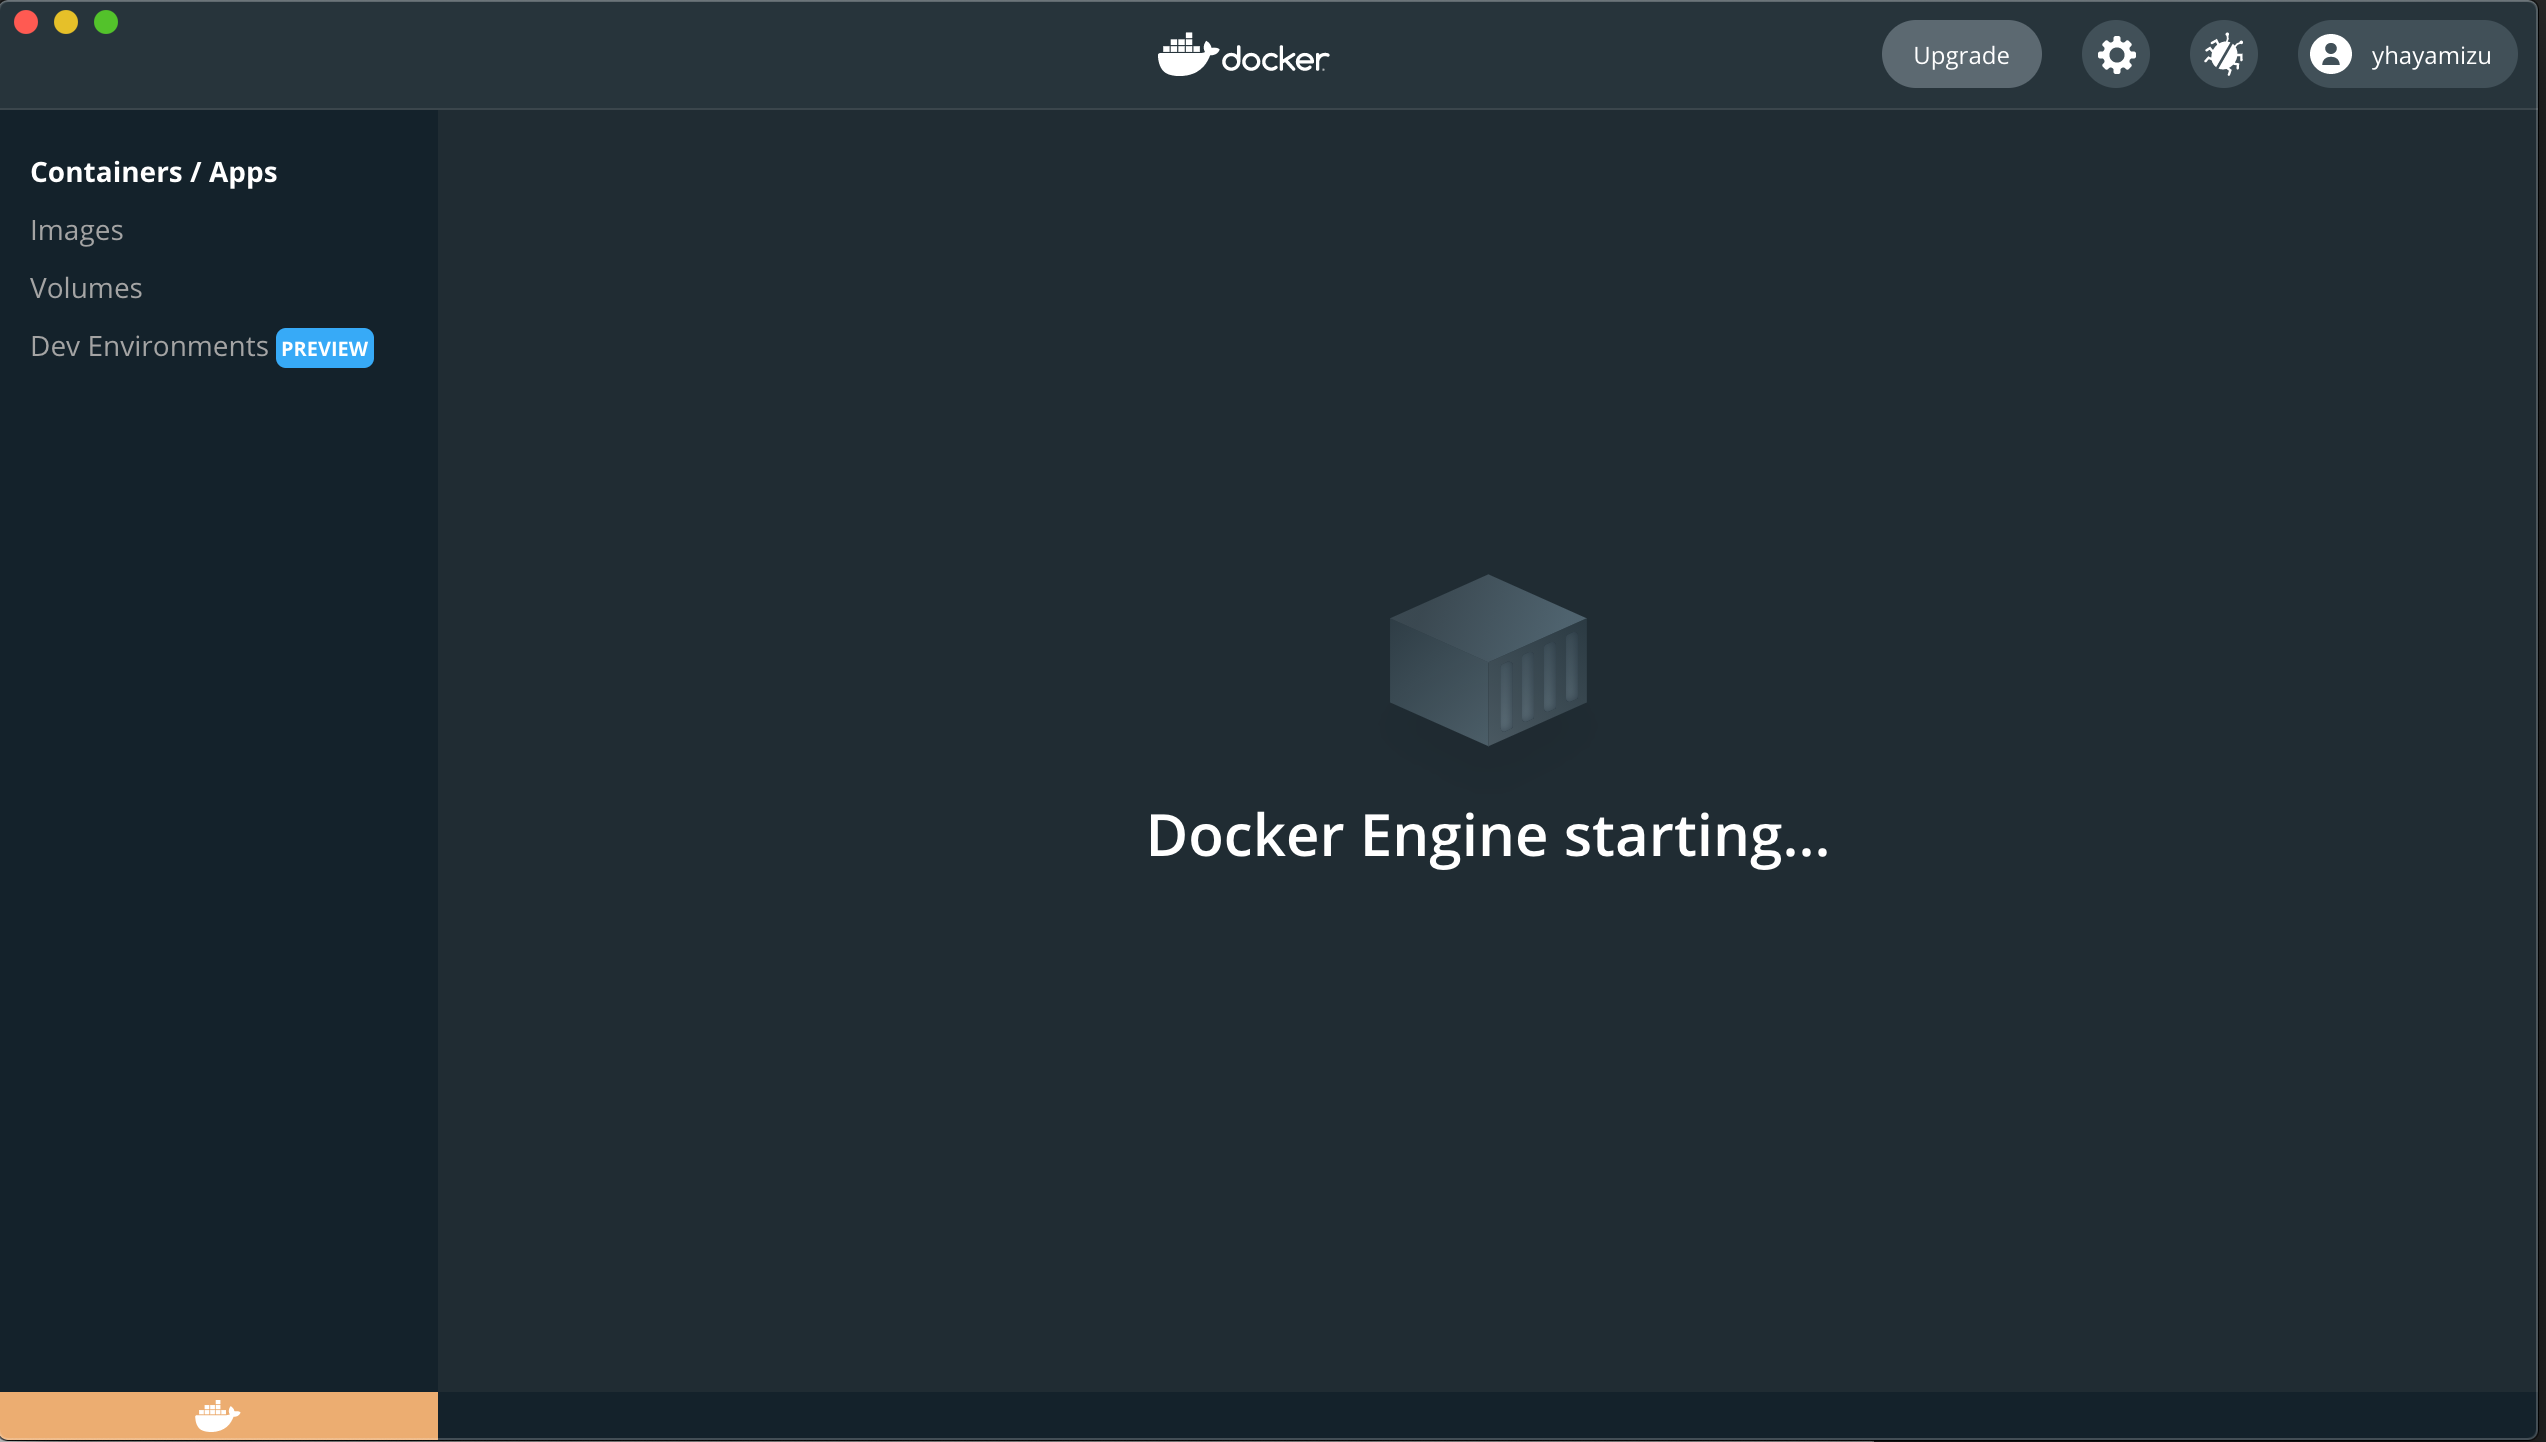 docker
Upgrade
yhayamizu
Containers / Apps
Images
Volumes
Dev Environments PREVIEW
Docker Engine starting...